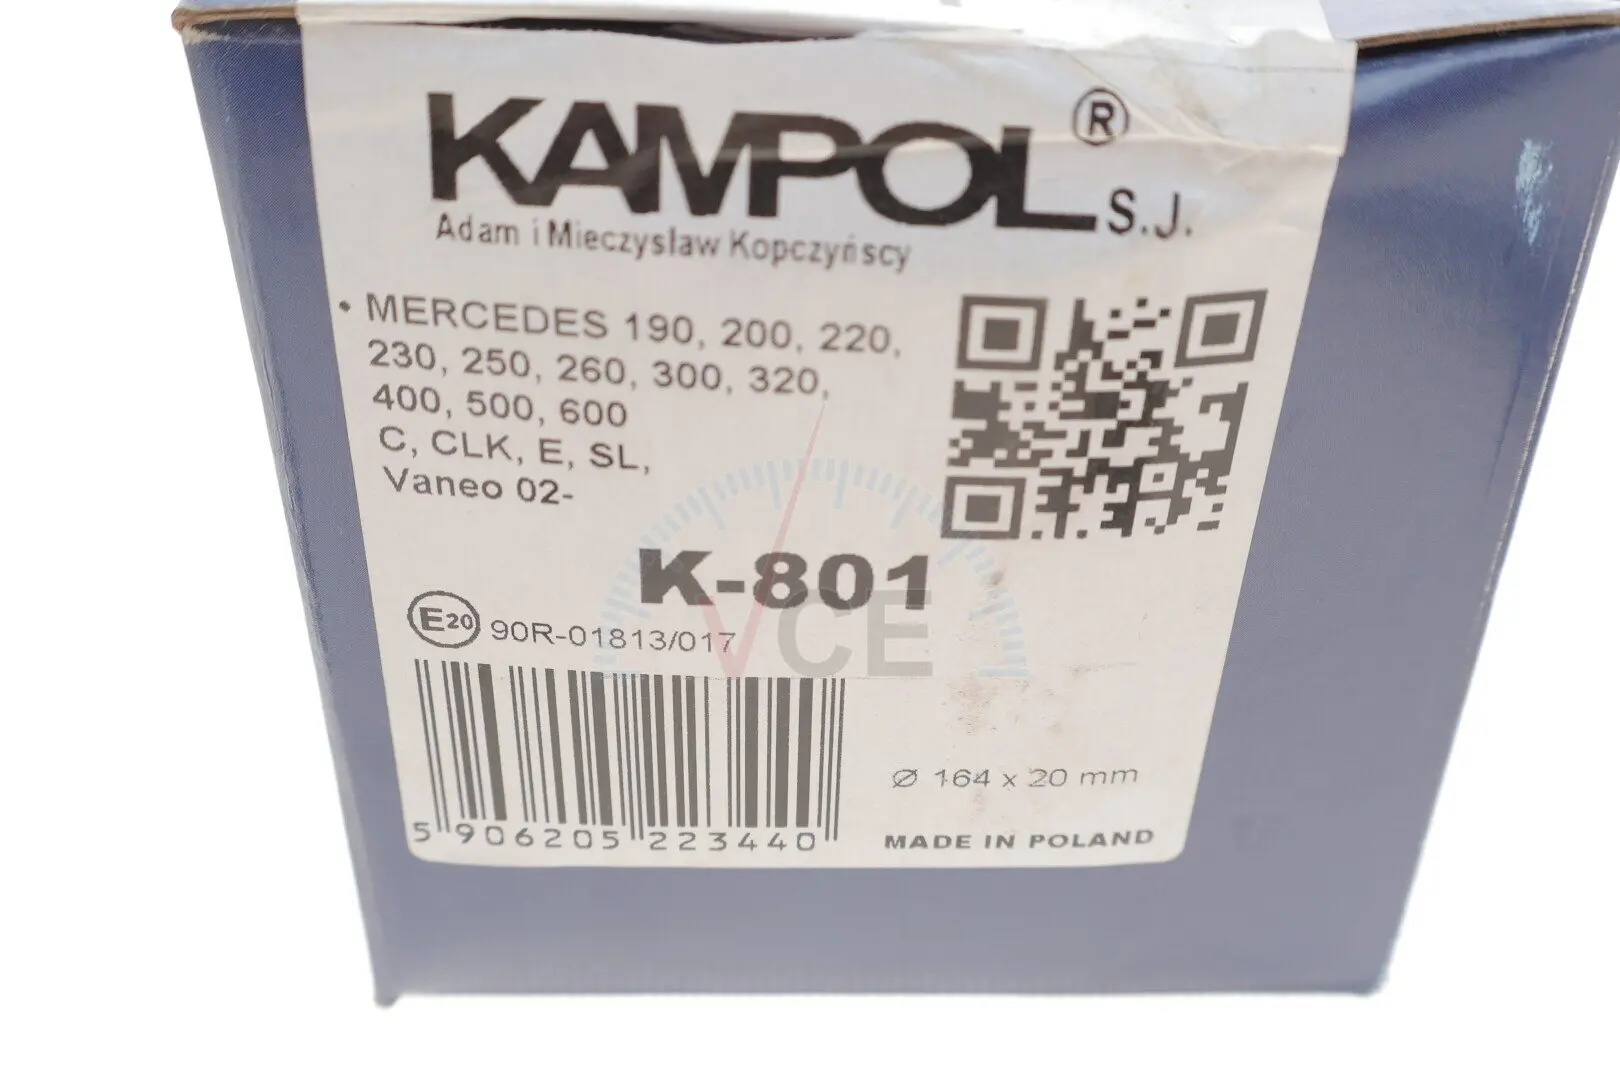 KAMPOL® S.J.
Adam i Mieczysław Kopczyńscy
• MERCEDES 190, 200, 220,
230, 250, 260, 300, 320,
400, 500, 600
C, CLK, E, SL,
Vaneo 02-
K-801
VCE
E20 90R-01813/017
5 906205 223440
Ø 164 x 20 mm
MADE IN POLAND